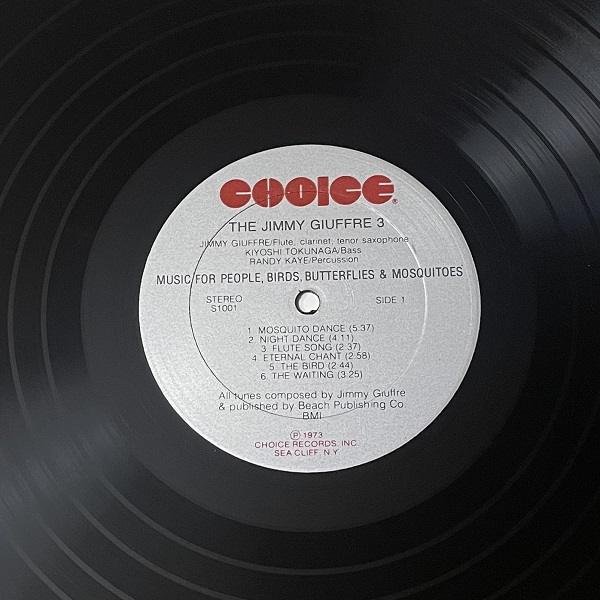 CHOICE®
THE JIMMY GIUFFRE 3
JIMMY GIUFFRE/Flute, clarinet, tenor saxophone
KIYOSHI TOKUNAGA/Bass
RANDY KAYE/Percussion
MUSIC FOR PEOPLE, BIRDS, BUTTERFLIES & MOSQUITOES
STEREO SIDE 1
S1001
1. MOSQUITO DANCE (5:37)
2. NIGHT DANCE (4:11)
3. FLUTE SONG (2:37)
4. ETERNAL CHANT (2:58)
5. THE BIRD (2:44)
6. THE WAITING (3:25)
All tunes composed by Jimmy Giuffre
& published by Beach Publishing Co.
BMI
Ⓟ 1973
CHOICE RECORDS, INC.
SEA CLIFF, N.Y.